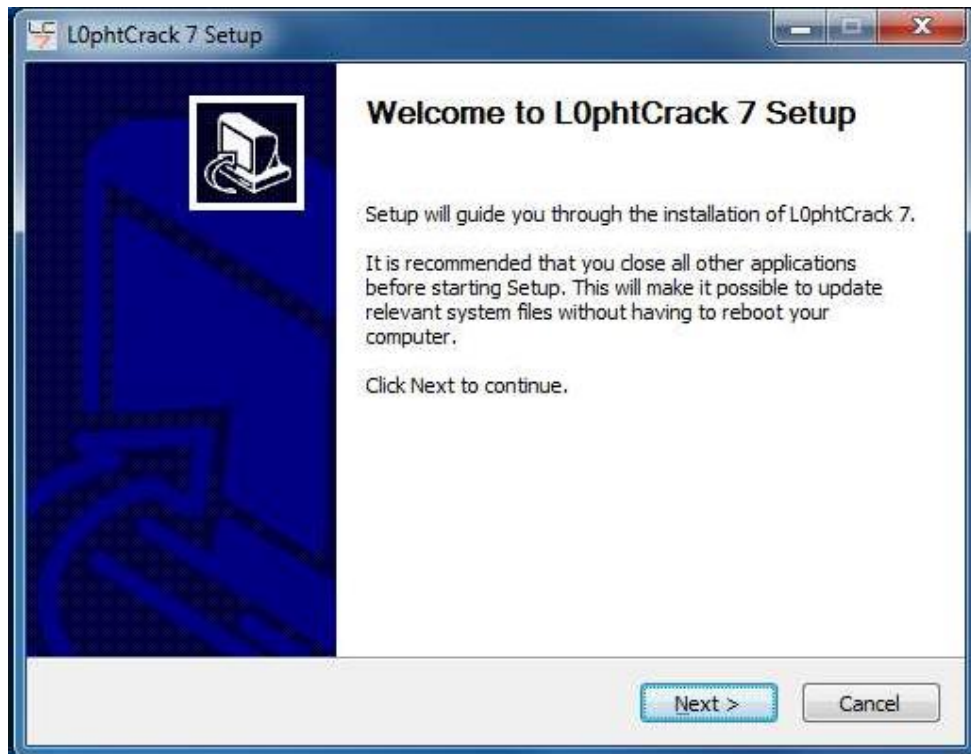 L0phtCrack 7 Setup
Welcome to L0phtCrack 7 Setup
Setup will guide you through the installation of L0phtCrack 7.
It is recommended that you close all other applications
before starting Setup. This will make it possible to update
relevant system files without having to reboot your
computer.
Click Next to continue.
Next >
Cancel